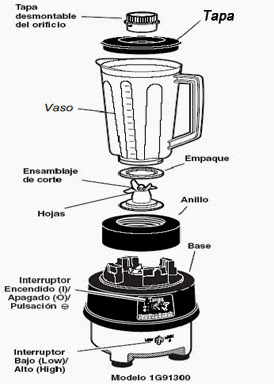 Tapa
desmontable
del orificio
Tapa
Vaso
Empaque
Ensamblaje
de corte
Hojas
Anillo
Base
Interruptor
Encendido (I)/
Apagado (O)/
Pulsación ⊖
Interruptor
Bajo (Low)/
Alto (High)
Modelo 1G91300